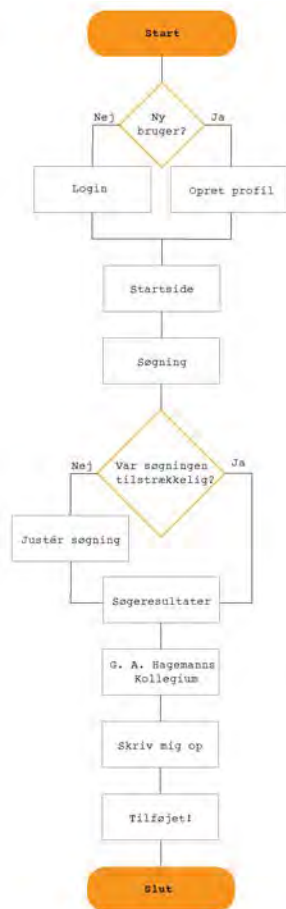 Start
Nej
Ny
Ja
bruger?
Login
Opret profil
Startside
Søgning
Nej
Var søgningen
Ja
tilstrækkelig?
Justér søgning
Søgeresultater
G. A. Hagemanns
Kollegium
Skriv mig op
Tilføjet!
Slut